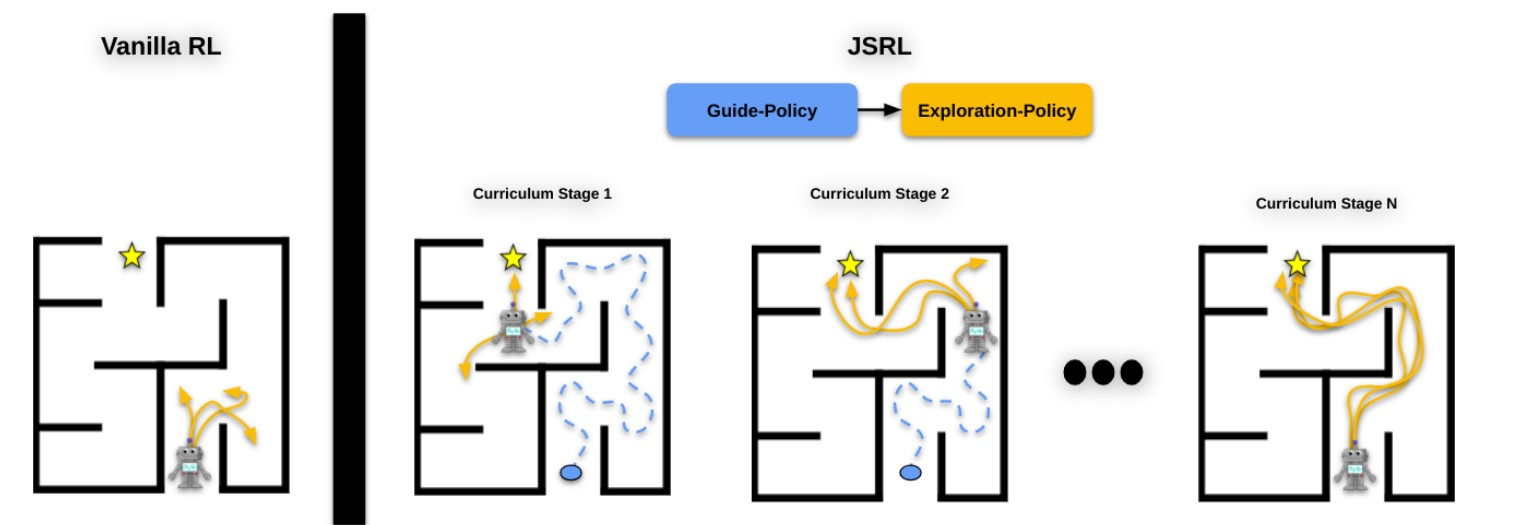 Vanilla RL
JSRL
Guide-Policy
Exploration-Policy
Curriculum Stage 1
Curriculum Stage 2
Curriculum Stage N